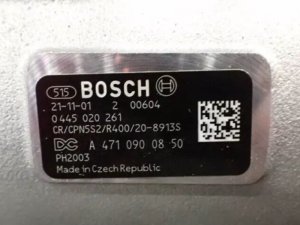 515 BOSCH
21-11-01 2 00604
0 445 020 261
CR/CPN5S2/R400/20-8913S
DC A 471 090 08 50
PH2003
Made in Czech Republic